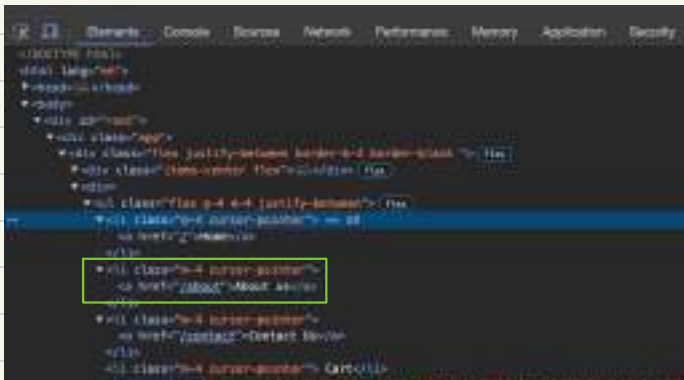 Elements Console Sources Network Performance Memory Application Security
<!DOCTYPE html>
<html lang="en">
<head>…</head>
<body>
<div id="root">
<div class="app">
<div class="flex justify-between border-b-2 border-black "> flex
<div class="items-center flex">…</div> flex
<div>
<ul class="flex p-4 m-4 justify-between"> flex
<li class="m-4 cursor-pointer"> == $0
<a href="/">Home</a>
</li>
<li class="m-4 cursor-pointer">
<a href="/about">About us</a>
</li>
<li class="m-4 cursor-pointer">
<a href="/contact">Contact Us</a>
</li>
<li class="m-4 cursor-pointer"> Cart</li>